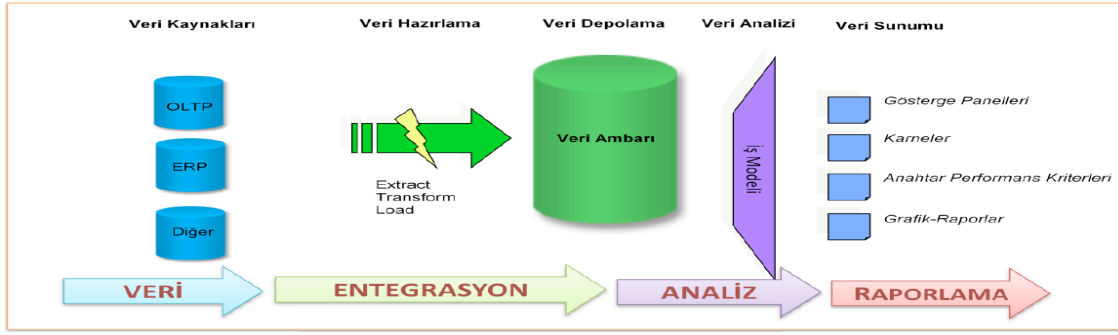 Veri Kaynakları
Veri Hazırlama
Veri Depolama
Veri Analizi
Veri Sunumu
OLTP
ERP
Diğer
Extract
Transform
Load
Veri Ambarı
İş Modeli
Gösterge Panelleri
Karneler
Anahtar Performans Kriterleri
Grafik-Raporlar
VERİ
ENTEGRASYON
ANALİZ
RAPORLAMA